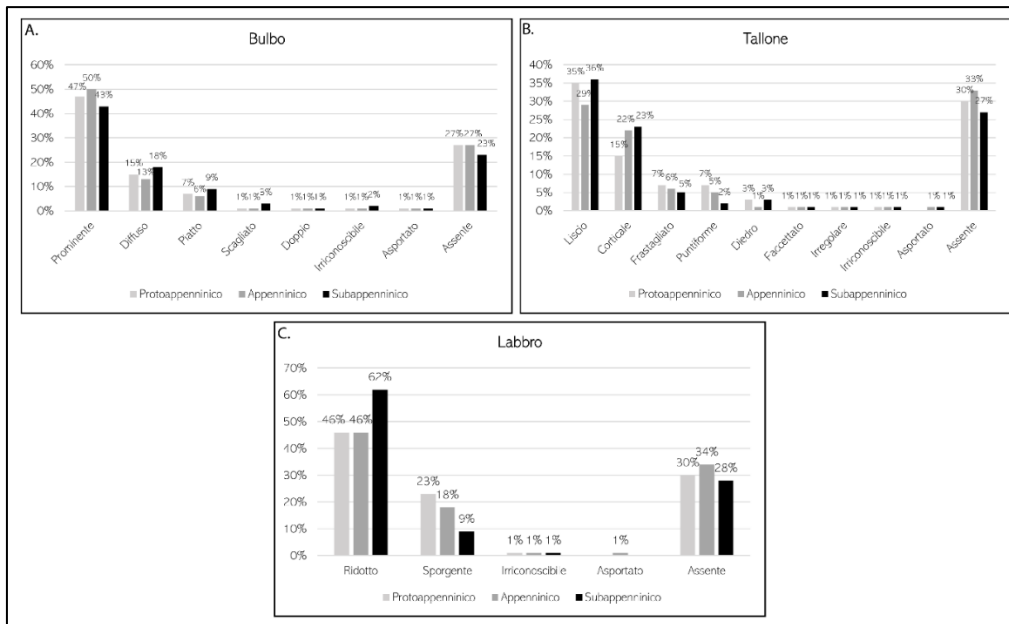 A.
Bulbo
60%
50%
40%
30%
20%
10%
0%
47%
50%
43%
15%
13%
18%
7%
6%
9%
1%
1%
3%
1%
1%
1%
1%
1%
2%
1%
1%
1%
27%
27%
23%
Prominente
Diffuso
Piatto
Scagliato
Doppio
Irriconoscibile
Asportato
Assente
Protoappenninico
Appenninico
Subappenninico
B.
Tallone
40%
35%
30%
25%
20%
15%
10%
5%
0%
35%
29%
36%
15%
22%
23%
7%
6%
5%
7%
5%
2%
3%
1%
3%
1%
1%
1%
1%
1%
1%
1%
1%
1%
1%
1%
30%
33%
27%
Liscio
Corticale
Frastagliato
Puntiforme
Diedro
Faccettato
Irregolare
Irriconoscibile
Asportato
Assente
Protoappenninico
Appenninico
Subappenninico
C.
Labbro
70%
60%
50%
40%
30%
20%
10%
0%
46%
46%
62%
23%
18%
9%
1%
1%
1%
1%
30%
34%
28%
Ridotto
Sporgente
Irriconoscibile
Asportato
Assente
Protoappenninico
Appenninico
Subappenninico